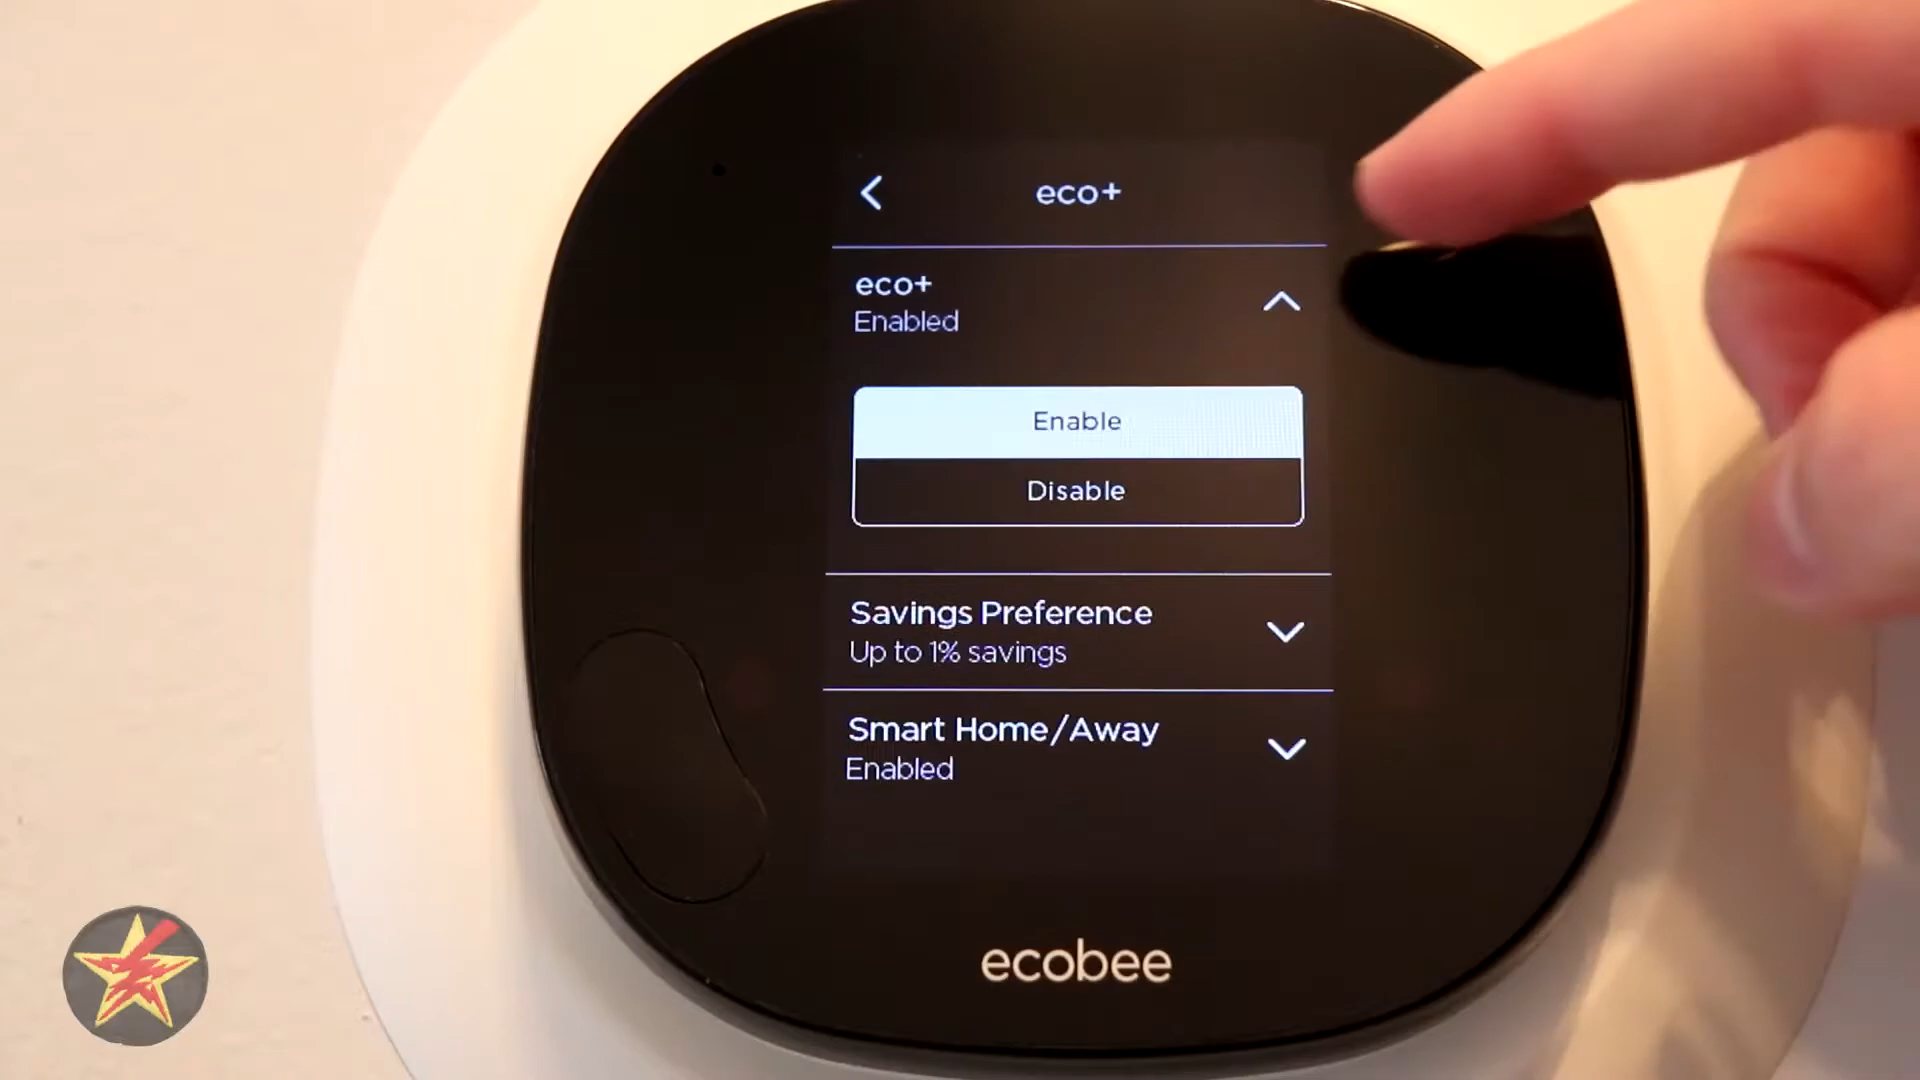 eco+
eco+
Enabled
Enable
Disable
Savings Preference
Up to 1% savings
Smart Home/Away
Enabled
ecobee